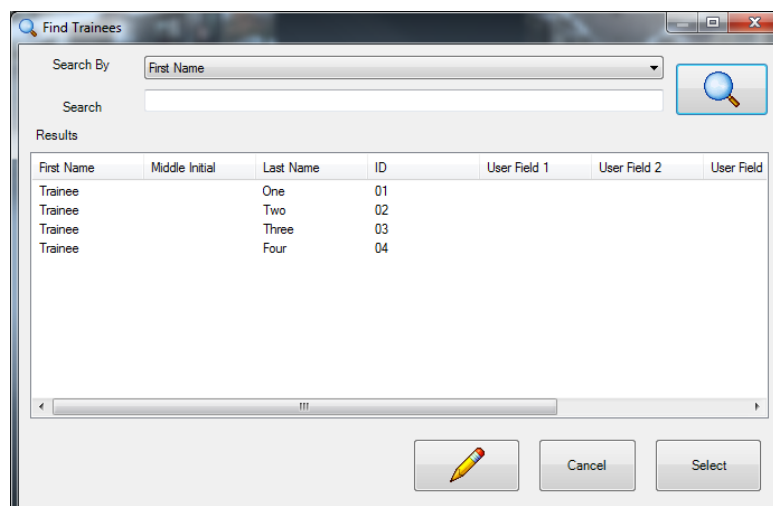 Find Trainees
Search By First Name
Search
Results
First Name Middle Initial Last Name ID User Field 1 User Field 2 User Field
Trainee One 01
Trainee Two 02
Trainee Three 03
Trainee Four 04
Cancel Select